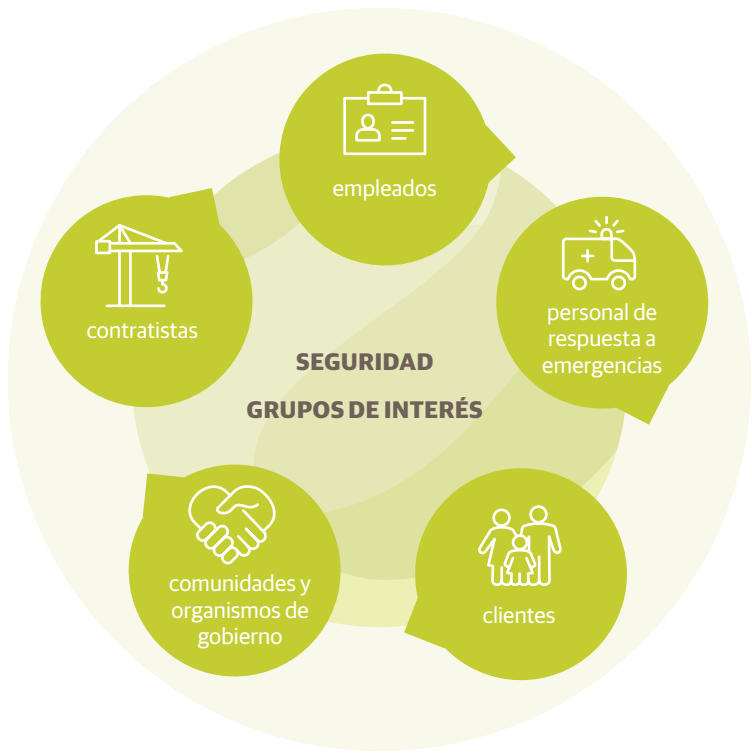 empleados
contratistas
personal de
respuesta a
emergencias
SEGURIDAD
GRUPOS DE INTERÉS
comunidades y
organismos de
gobierno
clientes